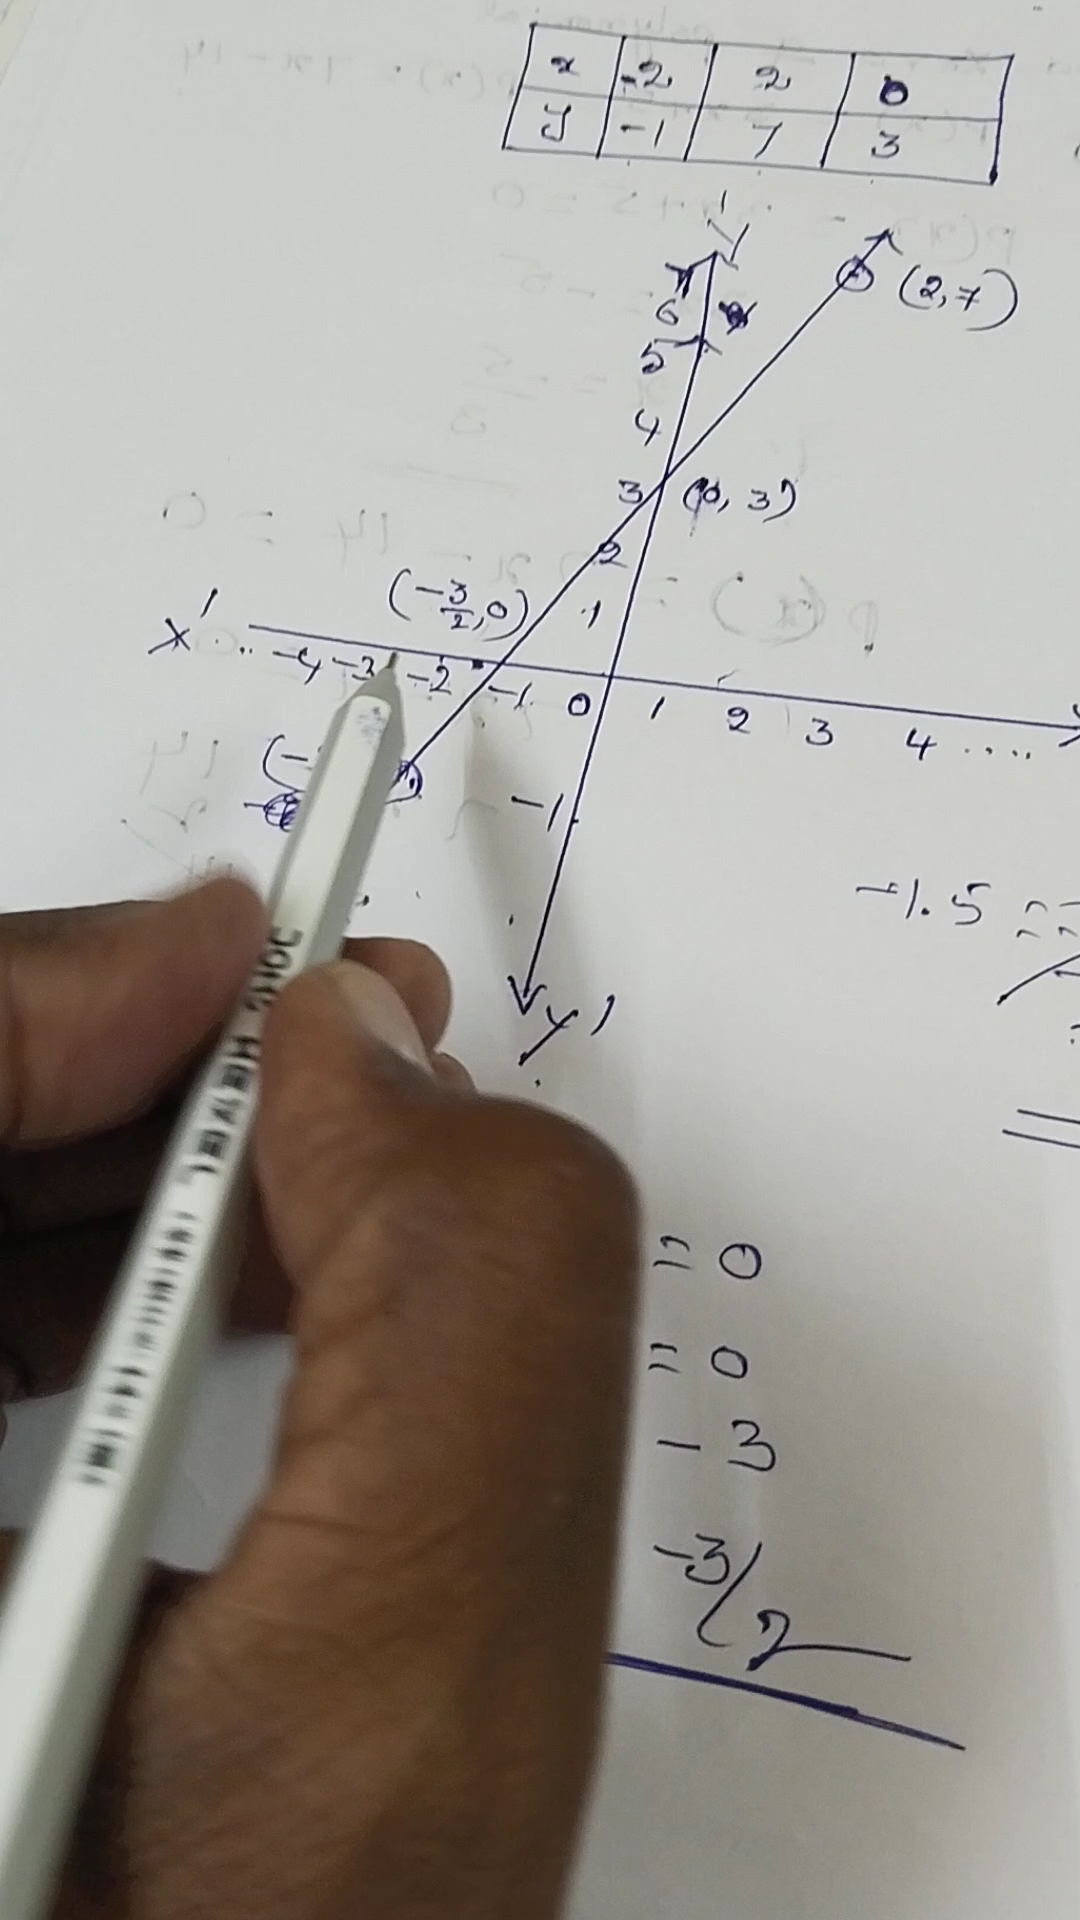 x -2 2 0
y -1 7 3
Y
7
6
5
(2,7)
4
3 (0, 3)
2
(-3/2,0) 1
X'
-4 -3 -2 -1 0 1 2 3 4 ....
(-
-1
-1.5
Y'
= 0
= 0
- 3
-3/2